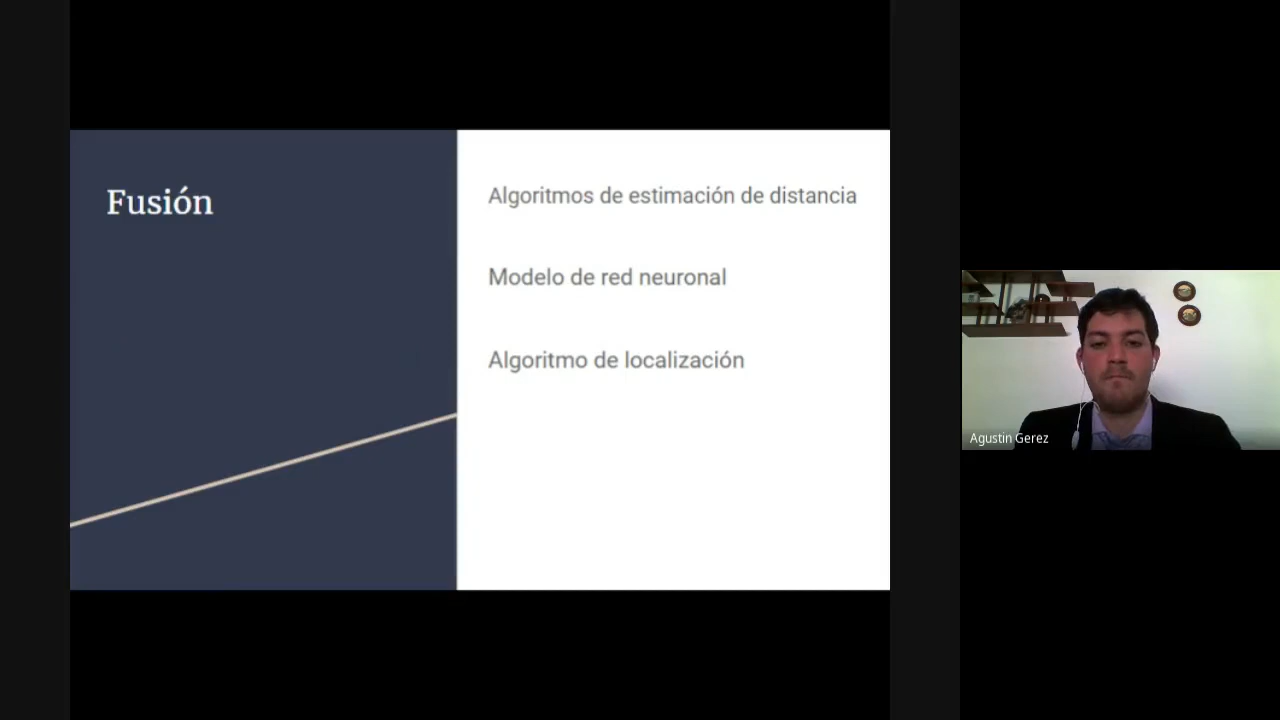 Fusión
Algoritmos de estimación de distancia
Modelo de red neuronal
Algoritmo de localización
Agustin Gerez